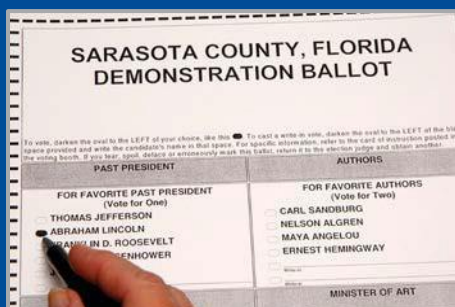 SARASOTA COUNTY, FLORIDA
DEMONSTRATION BALLOT
To vote, darken the oval to the LEFT of your choice, like this To cast a write-in vote, darken the oval to the LEFT of the
space provided and write the candidate's name in that space. For specific information, refer to the card of instruction posted in
the voting booth. If you tear, spoil, deface or erroneously mark this ballot, return it to the election judge and obtain another.
PAST PRESIDENT
FOR FAVORITE PAST PRESIDENT
(Vote for One)
THOMAS JEFFERSON
ABRAHAM LINCOLN
FRANKLIN D. ROOSEVELT
AUTHORS
FOR FAVORITE AUTHORS
(Vote for Two)
CARL SANDBURG
NELSON ALGREN
MAYA ANGELOU
ERNEST HEMINGWAY
MINISTER OF ART